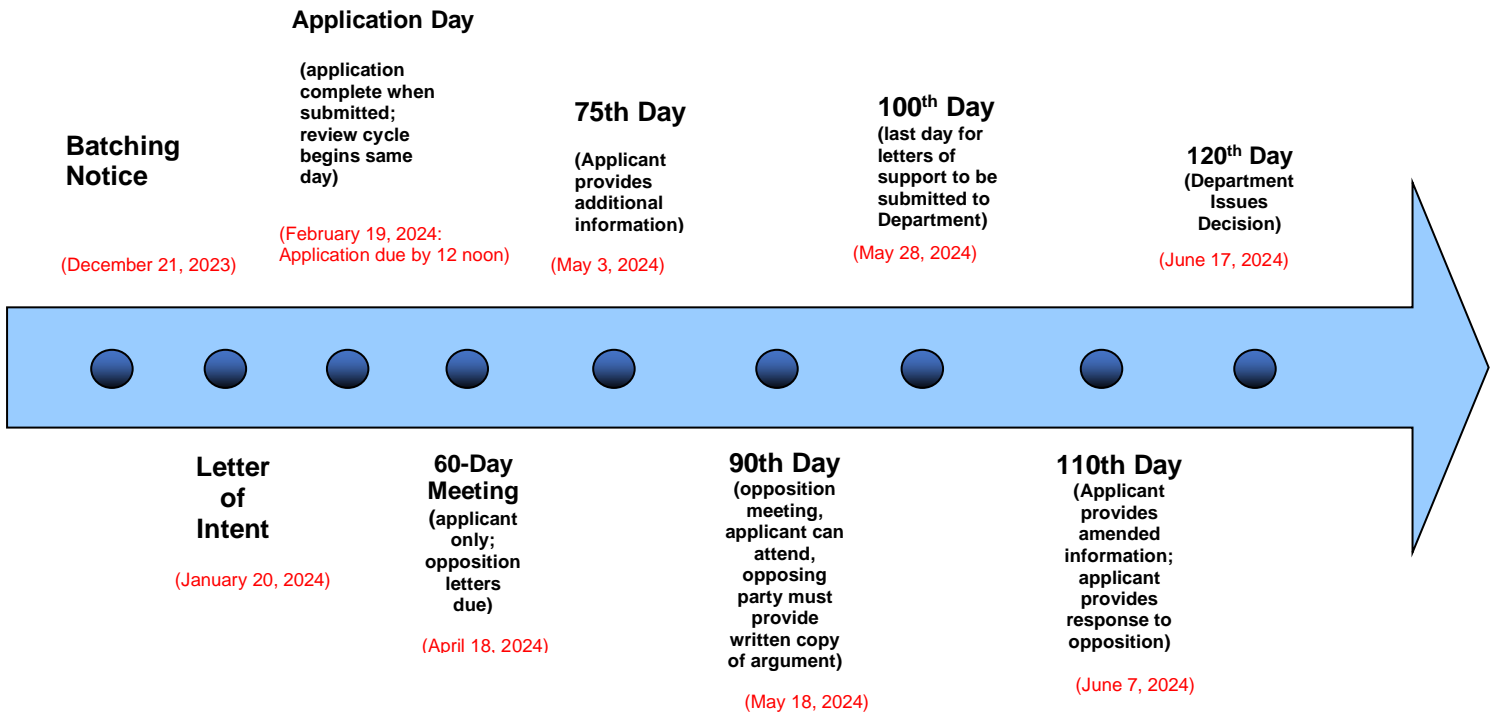 Batching
Notice
(December 21, 2023)
Letter
of
Intent
(January 20, 2024)
Application Day
(application
complete when
submitted;
review cycle
begins same
day)
(February 19, 2024:
Application due by 12 noon)
60-Day
Meeting
(applicant
only;
opposition
letters
due)
(April 18, 2024)
75th Day
(Applicant
provides
additional
information)
(May 3, 2024)
90th Day
(opposition
meeting,
applicant can
attend,
opposing
party must
provide
written copy
of argument)
(May 18, 2024)
100th Day
(last day for
letters of
support to be
submitted to
Department)
(May 28, 2024)
110th Day
(Applicant
provides
amended
information;
applicant
provides
response to
opposition)
(June 7, 2024)
120th Day
(Department
Issues
Decision)
(June 17, 2024)